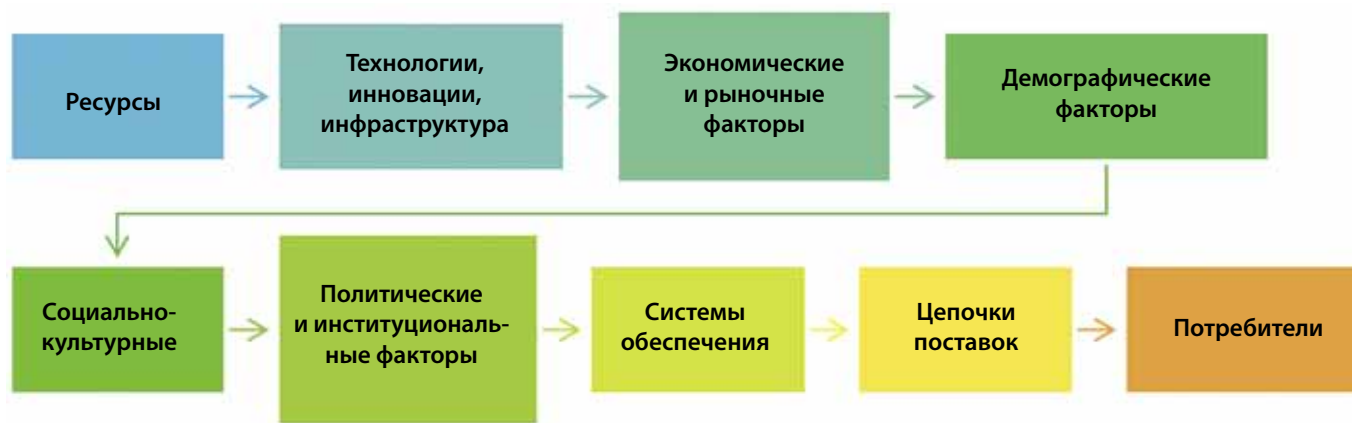 Ресурсы
Технологии,
инновации,
инфраструктура
Экономические
и рыночные
факторы
Демографические
факторы
Социально-
культурные
Политические
и институциональ-
ные факторы
Системы
обеспечения
Цепочки
поставок
Потребители